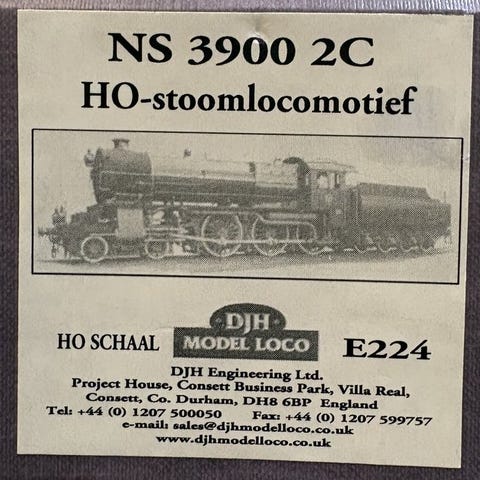 NS 3900 2C
HO-stoomlocomotief
HO SCHAAL
DJH
MODEL LOCO
E224
DJH Engineering Ltd.
Project House, Consett Business Park, Villa Real,
Consett, Co. Durham, DH8 6BP England
Tel: +44 (0) 1207 500050 Fax: +44 (0) 1207 599757
e-mail: sales@djhmodelloco.co.uk
www.djhmodelloco.co.uk